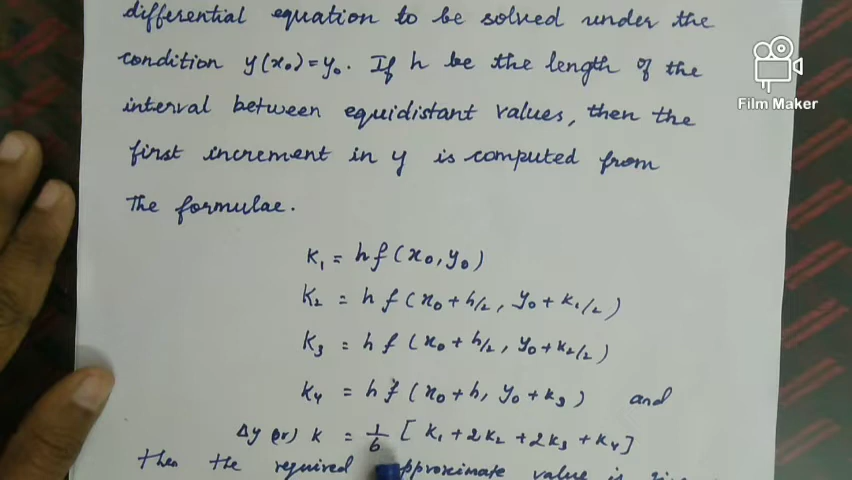 differential equation to be solved under the
condition y(x₀)=y₀. If h be the length of the
interval between equidistant values, then the
first increment in y is computed from
the formulae.
K₁ = hf(x₀,y₀)
K₂ = hf(x₀+h/2, y₀+K₁/2)
K₃ = hf(x₀+h/2, y₀+K₂/2)
K₄ = hf(x₀+h, y₀+K₃) and
Δy (or) K = 1/6 [K₁+2K₂+2K₃+K₄]
then the required approximate value is
Film Maker